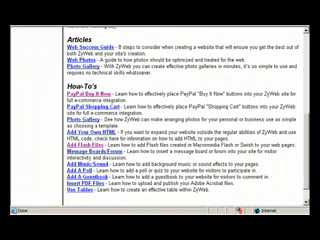 Articles
Web Success Guide - 8 steps to consider when creating a website that will ensure you get the best out
of both ZyWeb and your site's creation.
Web Photos - A guide to how photos should be optimized and treated for the web.
Photo Gallery - With ZyWeb you can create effective photo galleries in minutes, it's so simple to use and
requires no technical skills whatsoever.
How-To's
PayPal Buy It Now - Learn how to effectively place PayPal "Buy It Now" buttons into your ZyWeb site
for full e-commerce integration.
PayPal Shopping Cart - Learn how to effectively place PayPal "Shopping Cart" buttons into your ZyWeb
site for full e-commerce integration.
Photo Gallery - See how ZyWeb can make arranging photos for your personal or business use as simple
as choosing a template.
Add Your Own HTML - If you want to expand your website outside the regular abilities of ZyWeb and use
HTML code, check here for information on how to add HTML to your pages.
Add Flash Files - Learn how to add Flash files created in Macromedia Flash or Swish to your web pages.
Message Boards/Forum - Learn how to insert a message board or forum into your site for visitor
interactivity and discussion.
Add Music/Sound - Learn how to add background music or sound effects to your pages.
Add A Poll - Learn how to add a poll or quiz to your website for visitors to participate in.
Add A Guestbook - Learn how to add a guestbook to your website for visitors to comment in.
Insert PDF Files - Learn how to upload and publish your Adobe Acrobat files.
Use Tables - Learn how to create an effective table within ZyWeb.
Done
Internet